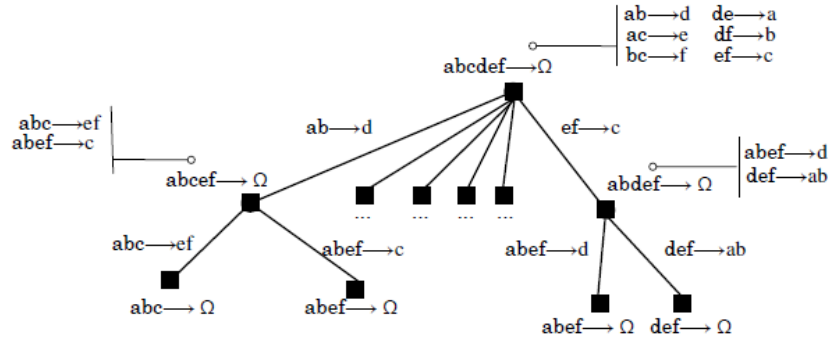 ab⟶d de⟶a
ac⟶e df⟶b
bc⟶f ef⟶c
abcdef⟶Ω
abc⟶ef
abef⟶c
ab⟶d ef⟶c
abef⟶d
def⟶ab
abcef⟶Ω abdef⟶Ω
... ... ... ...
abc⟶ef abef⟶c abef⟶d def⟶ab
abc⟶Ω abef⟶Ω abef⟶Ω def⟶Ω